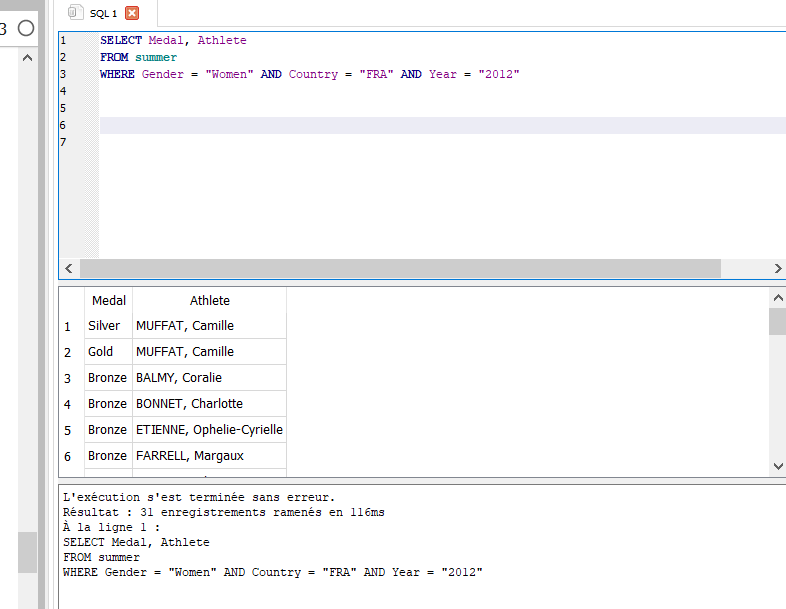 3
SQL 1
1 SELECT Medal, Athlete
2 FROM summer
3 WHERE Gender = "Women" AND Country = "FRA" AND Year = "2012"
4
5
6
7
Medal Athlete
1 Silver MUFFAT, Camille
2 Gold MUFFAT, Camille
3 Bronze BALMY, Coralie
4 Bronze BONNET, Charlotte
5 Bronze ETIENNE, Ophelie-Cyrielle
6 Bronze FARRELL, Margaux
L'exécution s'est terminée sans erreur.
Résultat : 31 enregistrements ramenés en 116ms
À la ligne 1 :
SELECT Medal, Athlete
FROM summer
WHERE Gender = "Women" AND Country = "FRA" AND Year = "2012"